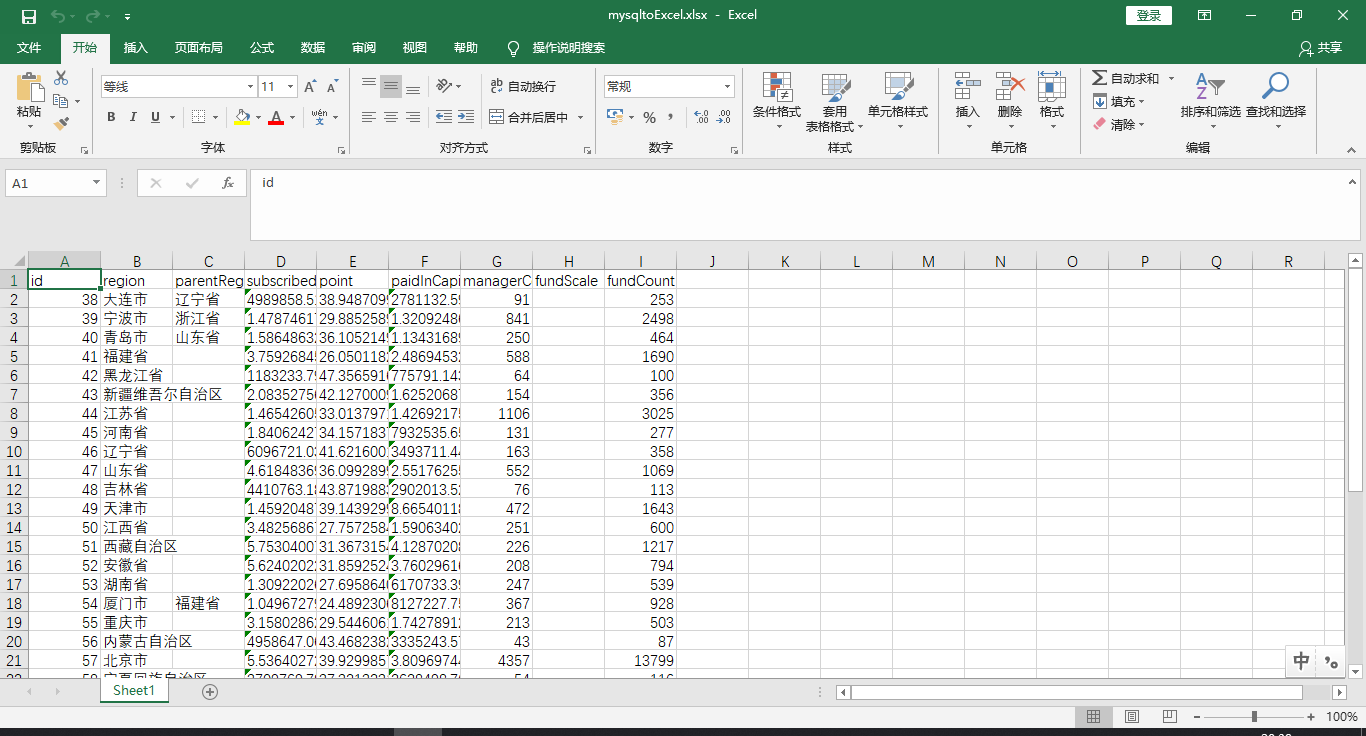 mysqltoExcel.xlsx - Excel
登录
文件 开始 插入 页面布局 公式 数据 审阅 视图 帮助 操作说明搜索 共享
等线 11 常规
粘贴
B I U wén 文
ab 自动换行
合并后居中
% ,
条件格式 套用 表格格式 单元格样式
插入 删除 格式
自动求和
填充
清除
排序和筛选 查找和选择
剪贴板 字体 对齐方式 数字 样式 单元格 编辑
A1 fx id
A B C D E F G H I J K L M N O P Q R
1 id region parentReg subscribed point paidInCapi managerC fundScale fundCount
2 38 大连市 辽宁省 4989858.5 38.948709 2781132.59 91 253
3 39 宁波市 浙江省 1.4787461 29.885258 1.3209248 841 2498
4 40 青岛市 山东省 1.5864863 36.105214 1.1343168 250 464
5 41 福建省 3.7592684 26.050118 2.4869453 588 1690
6 42 黑龙江省 1183233.7 47.356591 775791.14 64 100
7 43 新疆维吾尔自治区 2.0835275 42.127000 1.6252068 154 356
8 44 江苏省 1.4654260 33.013797 1.4269217 1106 3025
9 45 河南省 1.8406242 34.157183 7932535.6 131 277
10 46 辽宁省 6096721.0 41.621600 3493711.4 163 358
11 47 山东省 4.6184836 36.099289 2.5517625 552 1069
12 48 吉林省 4410763.1 43.871988 2902013.5 76 113
13 49 天津市 1.4592048 39.143929 8.6654011 472 1643
14 50 江西省 3.4825686 27.757258 1.5906340 251 600
15 51 西藏自治区 5.7530400 31.367315 4.1287020 226 1217
16 52 安徽省 5.6240202 31.859252 3.7602961 208 794
17 53 湖南省 1.3092202 27.695864 6170733.3 247 539
18 54 厦门市 福建省 1.0496727 24.489230 8127227.7 367 928
19 55 重庆市 3.1580286 29.544606 1.7427891 213 503
20 56 内蒙古自治区 4958647.0 43.468238 3335243.5 43 87
21 57 北京市 5.5364027 39.929985 3.8096974 4357 13799
中
Sheet1
100%